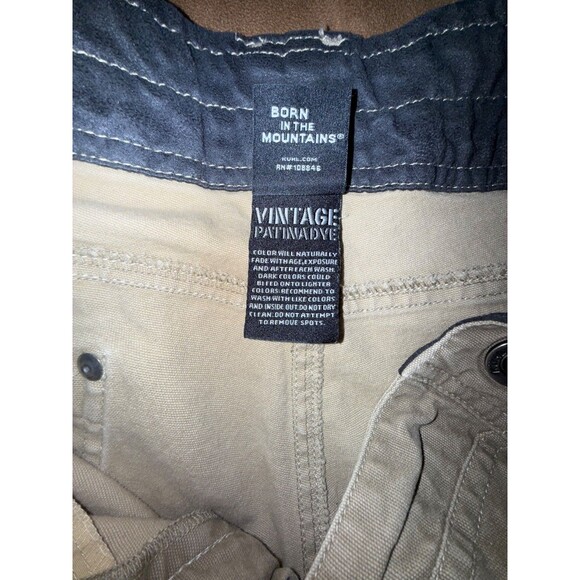 BORN
IN THE
MOUNTAINS®
KUHL.COM
RN#108846
VINTAGE
PATINADYE
COLOR WILL NATURALLY
FADE WITH AGE, EXPOSURE
AND AFTER EACH WASH.
DARK COLORS COULD
BLEED ONTO LIGHTER
COLORS: RECOMMEND TO
WASH WITH LIKE COLORS
AND INSIDE OUT. DO NOT DRY
CLEAN. DO NOT ATTEMPT
TO REMOVE SPOTS.